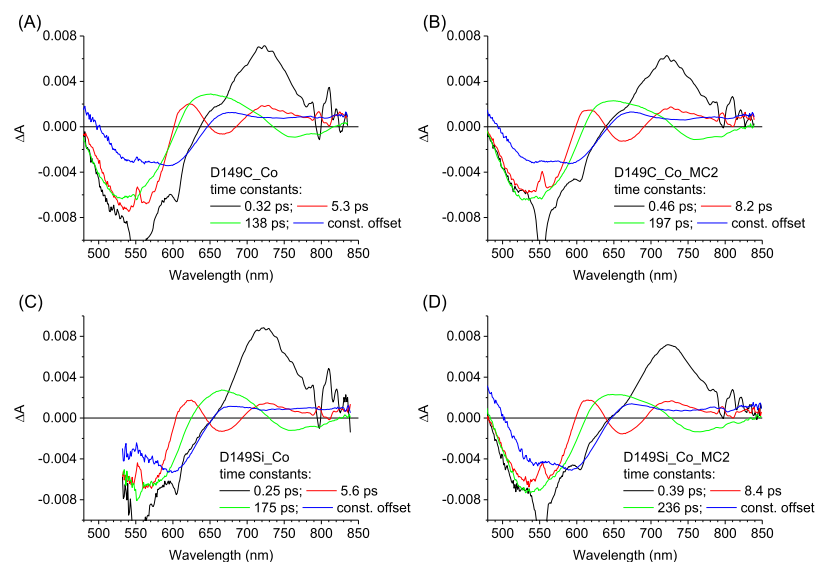 (A)
0.008
0.004
0.000
-0.004
-0.008
ΔA
D149C_Co
time constants:
0.32 ps; 5.3 ps
138 ps; const. offset
500 550 600 650 700 750 800 850
Wavelength (nm)
(B)
0.008
0.004
0.000
-0.004
-0.008
ΔA
D149C_Co_MC2
time constants:
0.46 ps; 8.2 ps
197 ps; const. offset
500 550 600 650 700 750 800 850
Wavelength (nm)
(C)
0.008
0.004
0.000
-0.004
-0.008
ΔA
D149Si_Co
time constants:
0.25 ps; 5.6 ps
175 ps; const. offset
500 550 600 650 700 750 800 850
Wavelength (nm)
(D)
0.008
0.004
0.000
-0.004
-0.008
ΔA
D149Si_Co_MC2
time constants:
0.39 ps; 8.4 ps
236 ps; const. offset
500 550 600 650 700 750 800 850
Wavelength (nm)